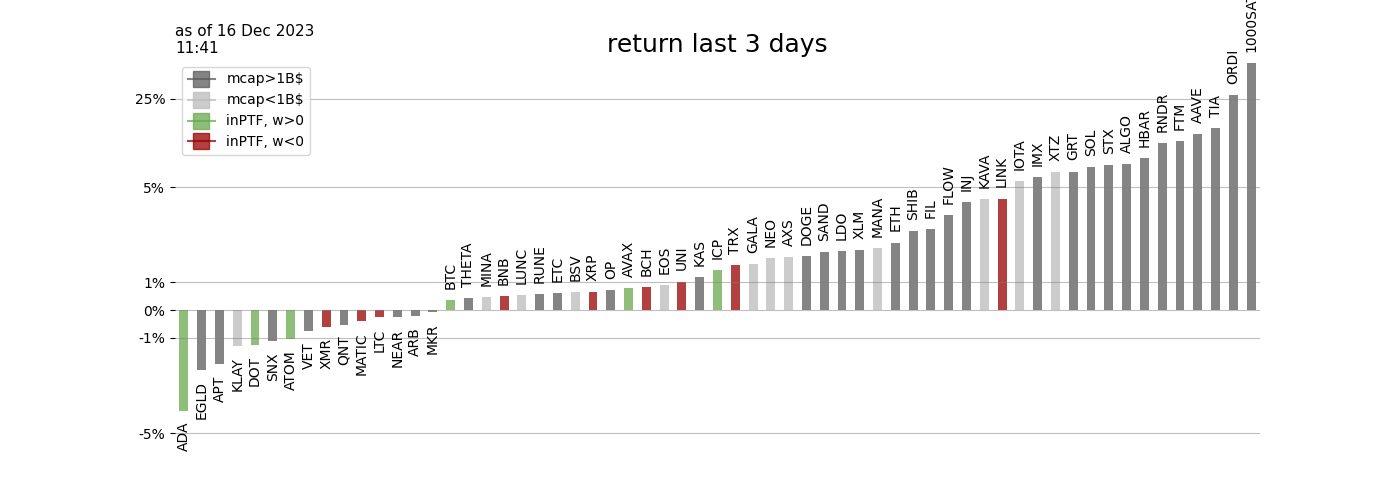 as of 16 Dec 2023
11:41
return last 3 days
mcap>1B$
mcap<1B$
inPTF, w>0
inPTF, w<0
25%
5%
1%
0%
-1%
-5%
ADA
EGLD
APT
KLAY
DOT
SNX
ATOM
VET
XMR
QNT
MATIC
LTC
NEAR
ARB
MKR
BTC
THETA
MINA
BNB
LUNC
RUNE
ETC
BSV
XRP
OP
AVAX
BCH
EOS
UNI
KAS
ICP
TRX
GALA
NEO
AXS
DOGE
SAND
LDO
XLM
MANA
ETH
SHIB
FIL
FLOW
INJ
KAVA
LINK
IOTA
IMX
XTZ
GRT
SOL
STX
ALGO
HBAR
RNDR
FTM
AAVE
TIA
ORDI